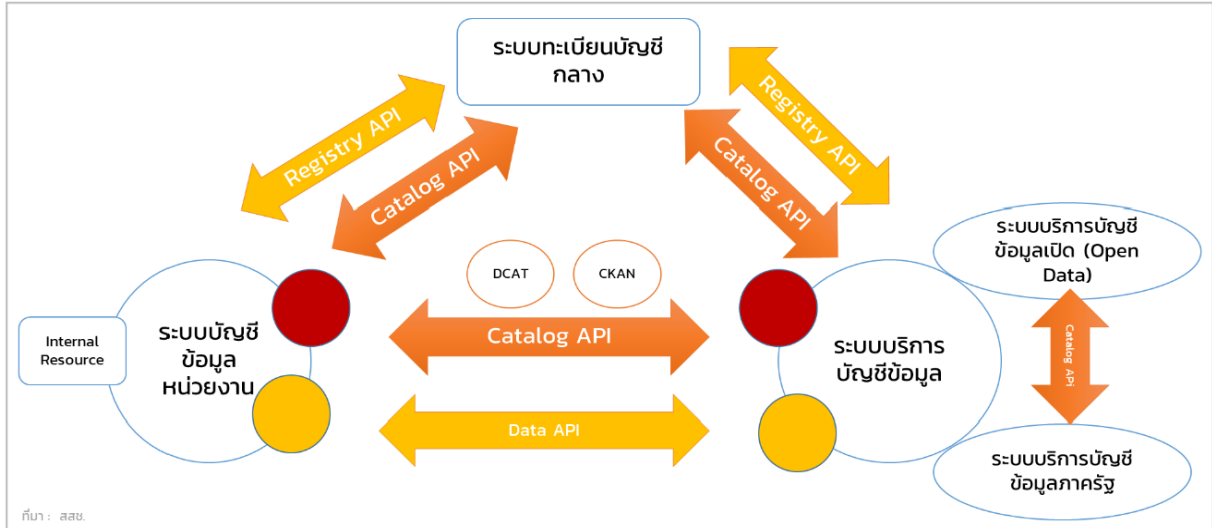 ระบบทะเบียนบัญชี
กลาง
Registry API
Catalog API
Registry API
Catalog API
ระบบบริการบัญชี
ข้อมูลเปิด (Open
Data)
DCAT
CKAN
Catalog API
Internal
Resource
ระบบบัญชี
ข้อมูล
หน่วยงาน
ระบบบริการ
บัญชีข้อมูล
Catalog APi
Data API
ระบบบริการบัญชี
ข้อมูลภาครัฐ
ที่มา : สสช.